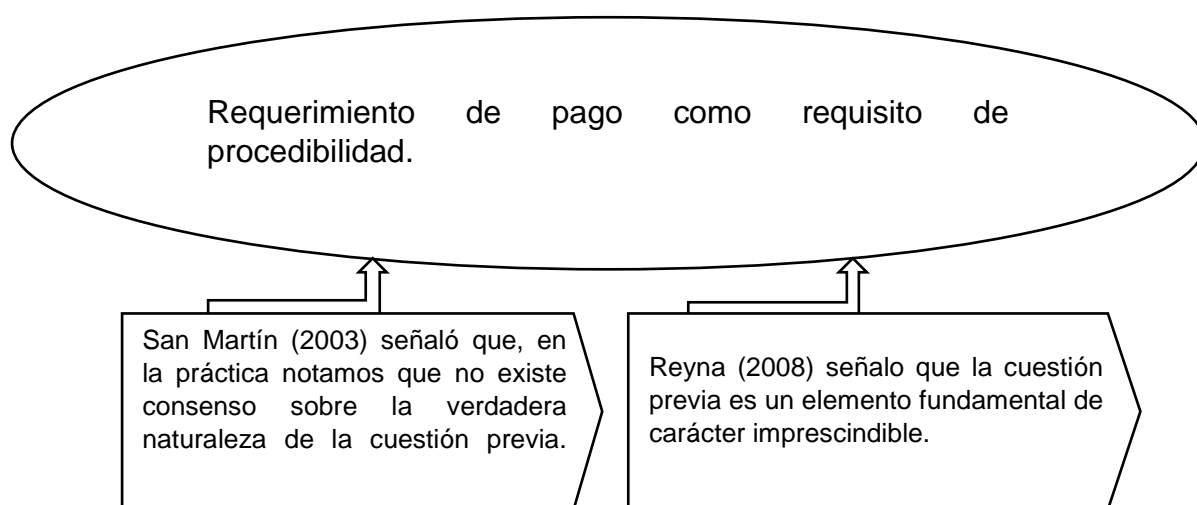 Requerimiento de pago como requisito de
procedibilidad.
San Martín (2003) señaló que, en
la práctica notamos que no existe
consenso sobre la verdadera
naturaleza de la cuestión previa.
Reyna (2008) señalo que la cuestión
previa es un elemento fundamental de
carácter imprescindible.